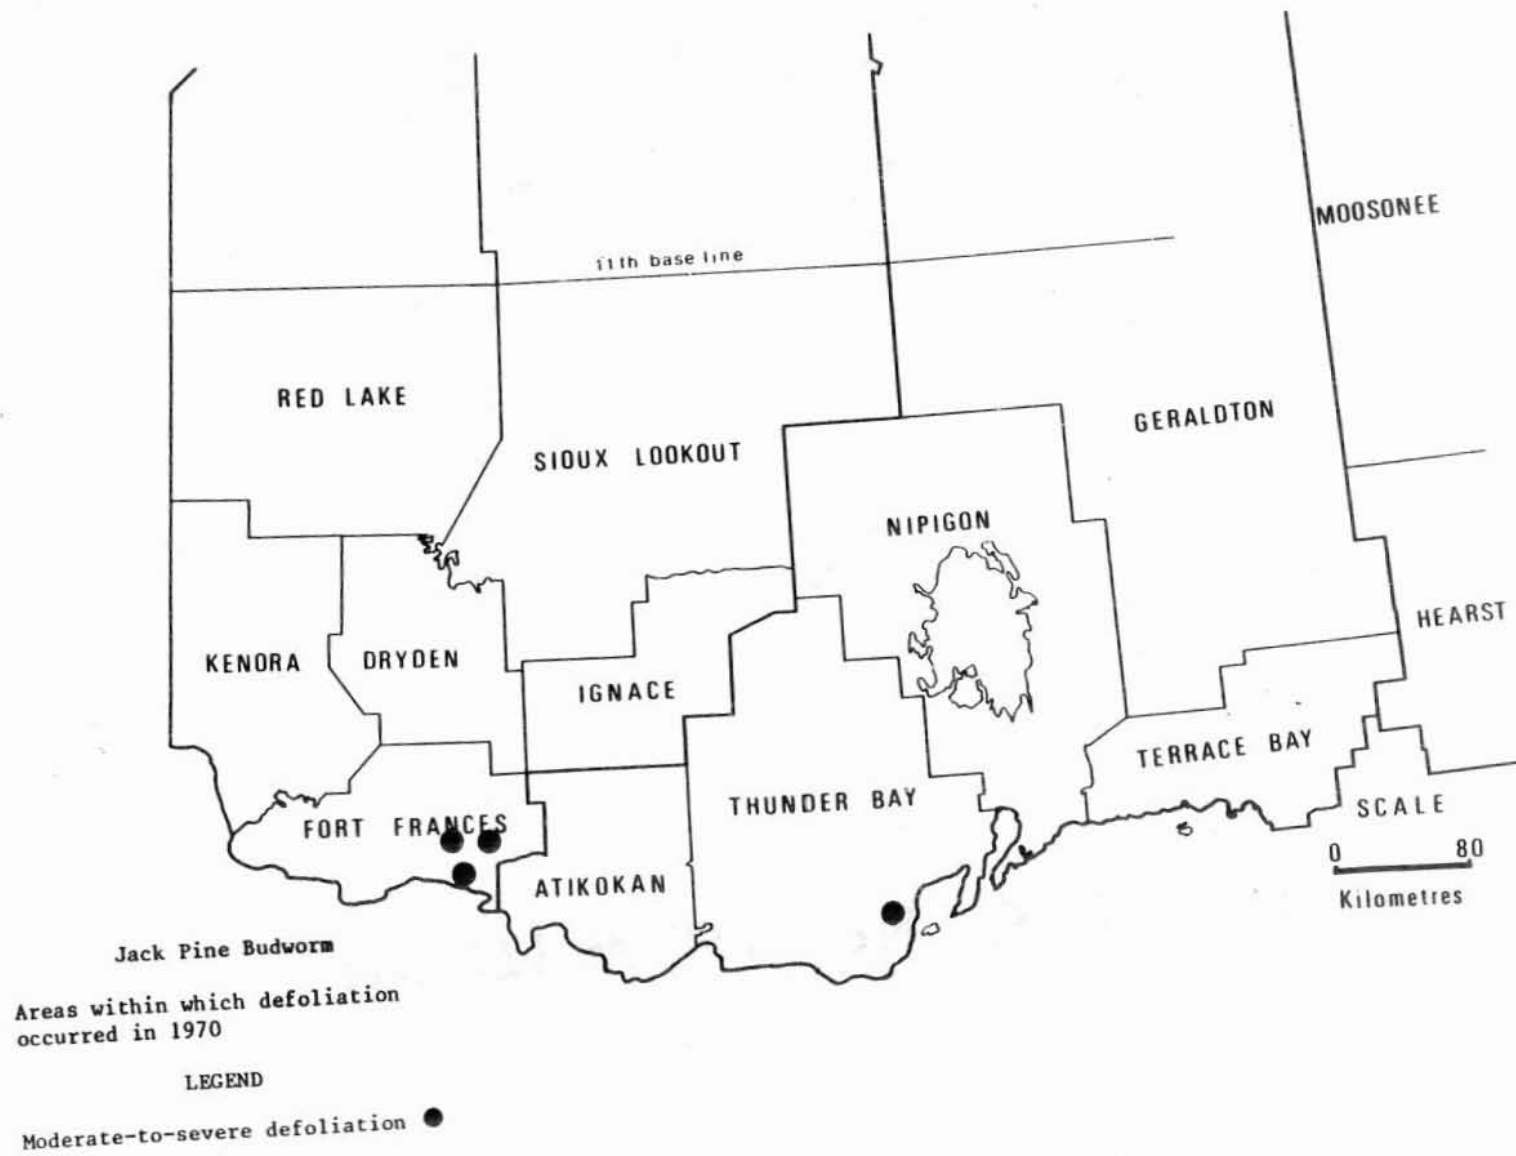 MOOSONEE
11th base line
RED LAKE
GERALDTON
SIOUX LOOKOUT
NIPIGON
HEARST
KENORA
DRYDEN
IGNACE
TERRACE BAY
THUNDER BAY
SCALE
FORT FRANCES
0 80
Kilometres
ATIKOKAN
Jack Pine Budworm
Areas within which defoliation
occurred in 1970
LEGEND
Moderate-to-severe defoliation